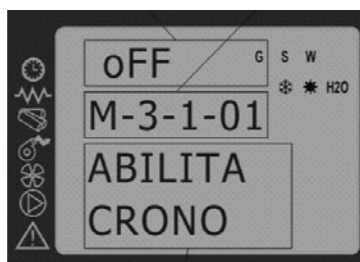 oFF G S W
H2O
M-3-1-01
ABILITA
CRONO